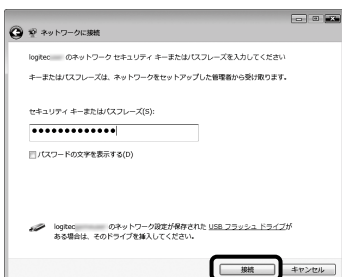 ネットワークに接続
logitec のネットワーク セキュリティ キーまたはパスフレーズを入力してください
キーまたはパスフレーズは、ネットワークをセットアップした管理者から受け取ります。
セキュリティ キーまたはパスフレーズ(S):
●●●●●●●●●●●●●
パスワードの文字を表示する(D)
logitec のネットワーク設定が保存された USB フラッシュ ドライブが
ある場合は、そのドライブを挿入してください。
接続 キャンセル